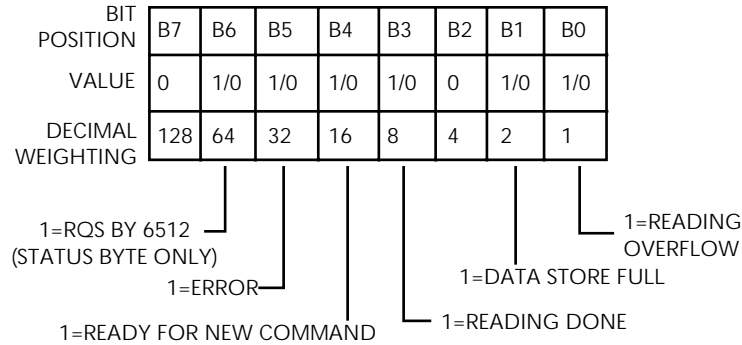 BIT
POSITION B7 B6 B5 B4 B3 B2 B1 B0
VALUE 0 1/0 1/0 1/0 1/0 0 1/0 1/0
DECIMAL
WEIGHTING 128 64 32 16 8 4 2 1
1=RQS BY 6512
(STATUS BYTE ONLY)
1=READING
OVERFLOW
1=ERROR
1=DATA STORE FULL
1=READY FOR NEW COMMAND
1=READING DONE